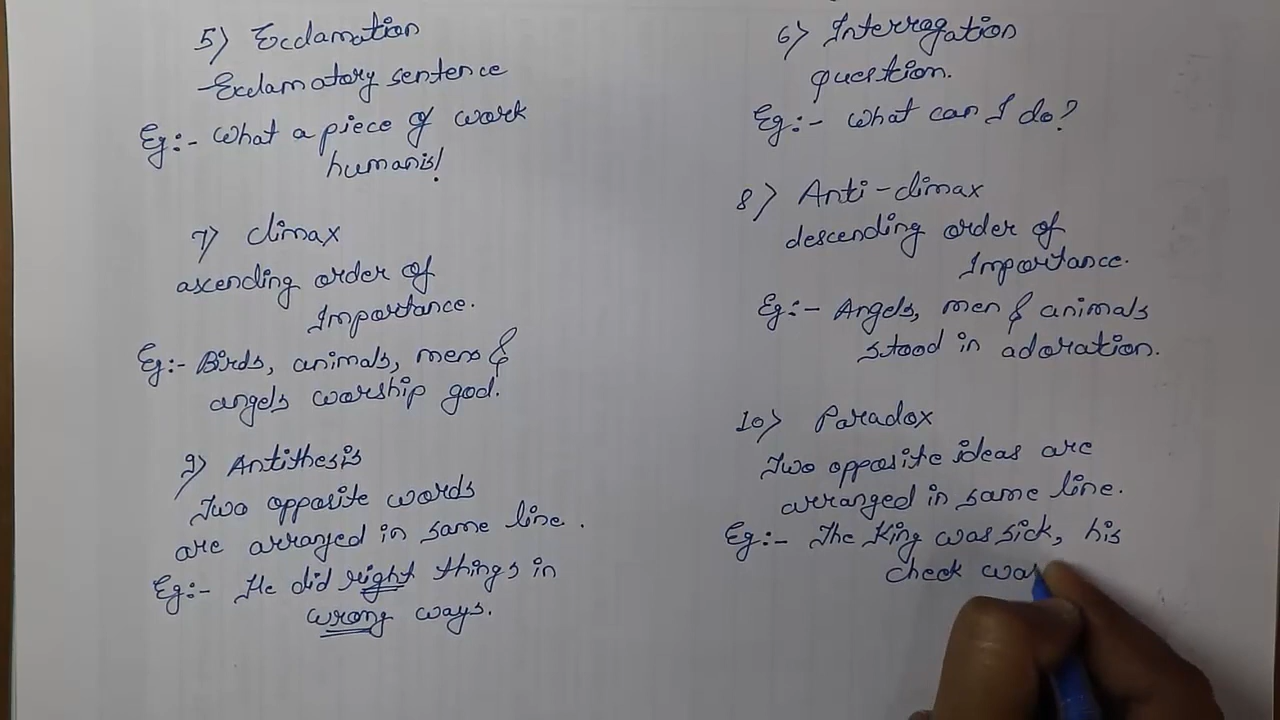 5) Exclamation
-Exclamatory sentence
Eg:- What a piece of work
humanis!
6) Interrogation
question.
Eg:- What can I do?
7) climax
ascending order of
Importance.
Eg:- Birds, animals, mens &
angels worship god.
8) Anti-climax
descending order of
Importance.
Eg:- Angels, men & animals
stood in adoration.
9) Antithesis
Two opposite words
are arranged in same line.
Eg:- He did right things in
wrong ways.
10) Paradox
Two opposite ideas are
arranged in same line.
Eg:- The King was sick, his
check was